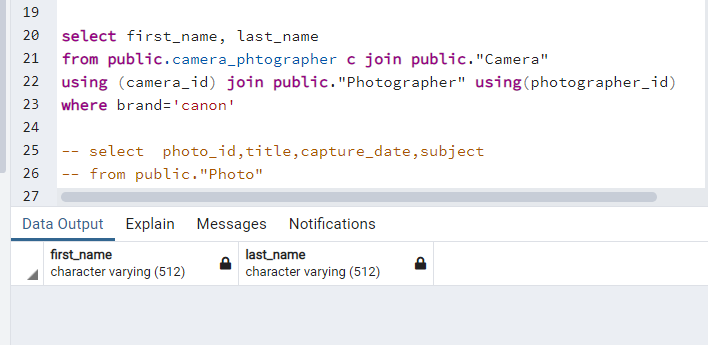 19
20 select first_name, last_name
21 from public.camera_phtographer c join public."Camera"
22 using (camera_id) join public."Photographer" using(photographer_id)
23 where brand='canon'
24
25 -- select  photo_id,title,capture_date,subject
26 -- from public."Photo"
27
Data Output Explain Messages Notifications
first_name last_name
character varying (512) character varying (512)